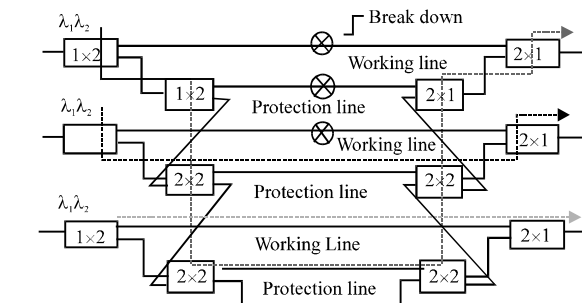 Break down
λ₁λ₂
1×2
2×1
Working line
1×2
2×1
Protection line
λ₁λ₂
Working line
2×1
2×2
2×2
Protection line
λ₁λ₂
1×2
Working Line
2×1
2×2
2×2
Protection line